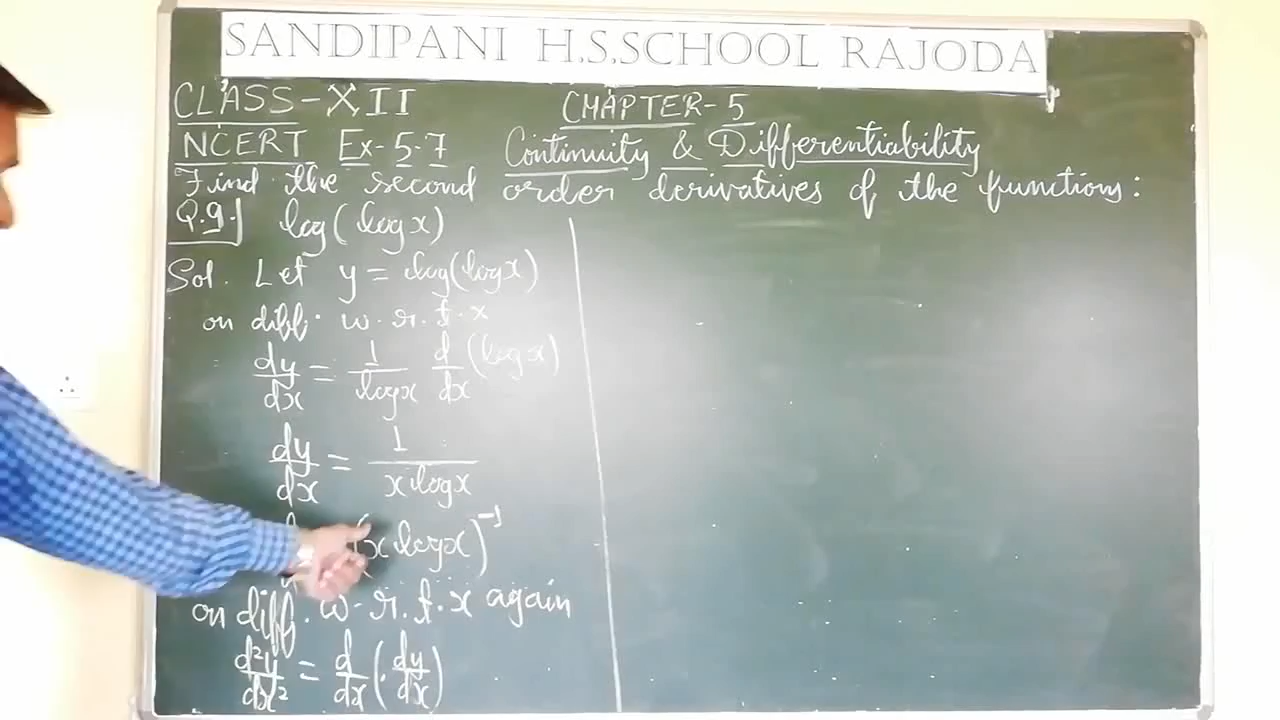 SANDIPANI H.S.SCHOOL RAJODA
CLASS-XII CHAPTER-5
NCERT Ex-5.7 Continuity & Differentiability
Find the second order derivatives of the functions:
Q.9. log(logx)
Sol. Let y = log(logx)
on diff. w.r.t.x
dy/dx = 1/logx d/dx (logx)
dy/dx = 1/xlogx
(x logx)⁻¹
on diff. w.r.t.x again
d²y/dx² = d/dx (dy/dx)